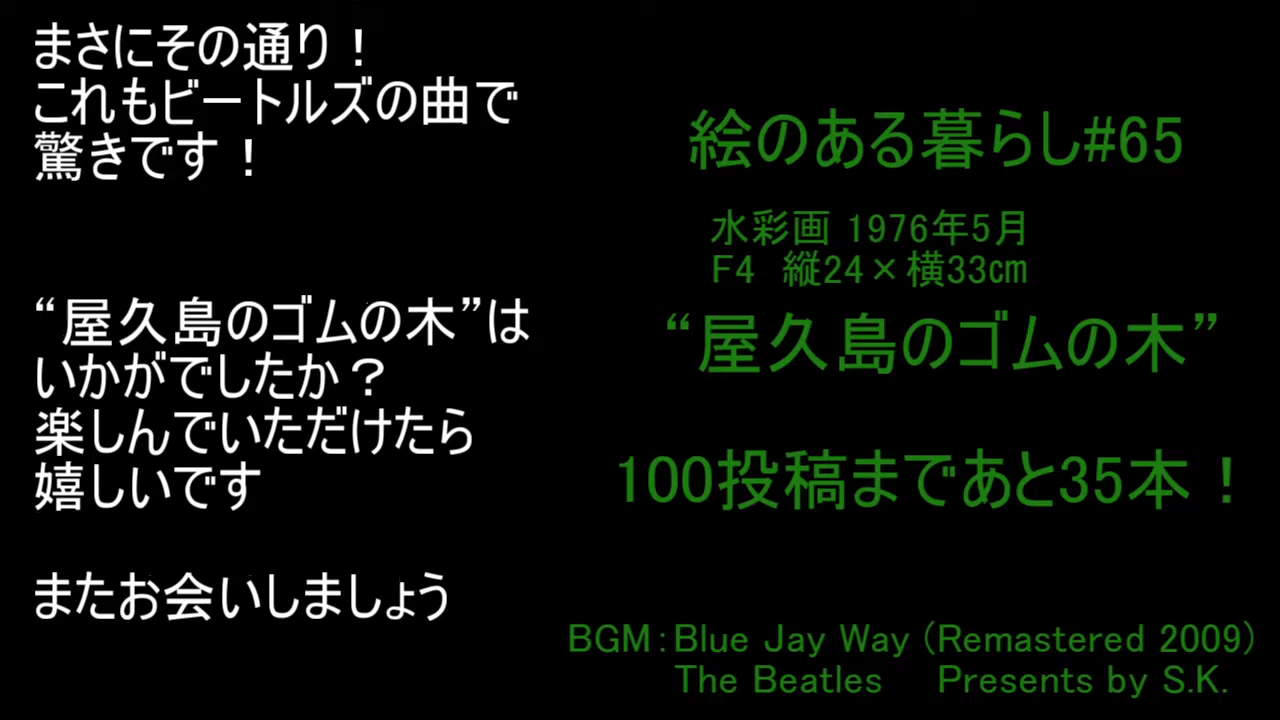 まさにその通り！
これもビートルズの曲で
驚きです！
“屋久島のゴムの木”は
いかがでしたか？
楽しんでいただけたら
嬉しいです
またお会いしましょう
絵のある暮らし#65
水彩画 1976年5月
F4 縦24×横33㎝
“屋久島のゴムの木”
100投稿まであと35本！
BGM：Blue Jay Way (Remastered 2009)
The Beatles Presents by S.K.